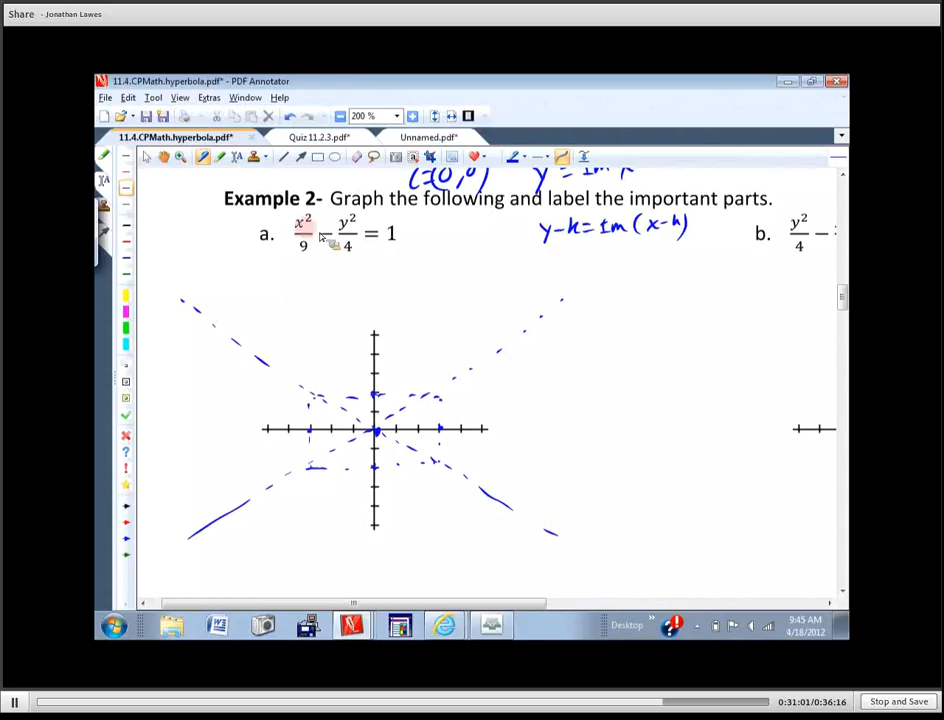 Share - Jonathan Lawes
11.4.CPMath.hyperbola.pdf* - PDF Annotator
File Edit Tool View Extras Window Help
200 %
11.4.CPMath.hyperbola.pdf* Quiz 11.2.3.pdf* Unnamed.pdf*
C=(0,0) y = ±m x
Example 2- Graph the following and label the important parts.
a. x²/9 − y²/4 = 1 y-k=±m(x-h) b. y²/4 −
Desktop 9:45 AM
4/18/2012
0:31:01/0:36:16 Stop and Save